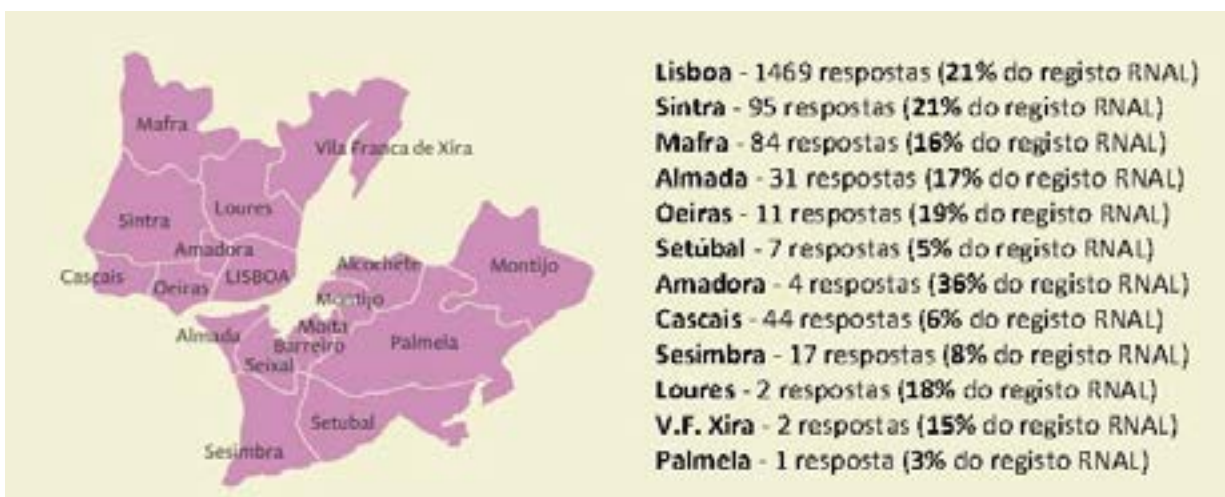 Mafra
Vila Franca de Xira
Loures
Sintra
Amadora
Cascais
Oeiras
LISBOA
Alcochete
Montijo
Montijo
Almada
Moita
Barreiro
Palmela
Seixal
Setubal
Sesimbra
Lisboa - 1469 respostas (21% do registo RNAL)
Sintra - 95 respostas (21% do registo RNAL)
Mafra - 84 respostas (16% do registo RNAL)
Almada - 31 respostas (17% do registo RNAL)
Oeiras - 11 respostas (19% do registo RNAL)
Setúbal - 7 respostas (5% do registo RNAL)
Amadora - 4 respostas (36% do registo RNAL)
Cascais - 44 respostas (6% do registo RNAL)
Sesimbra - 17 respostas (8% do registo RNAL)
Loures - 2 respostas (18% do registo RNAL)
V.F. Xira - 2 respostas (15% do registo RNAL)
Palmela - 1 resposta (3% do registo RNAL)